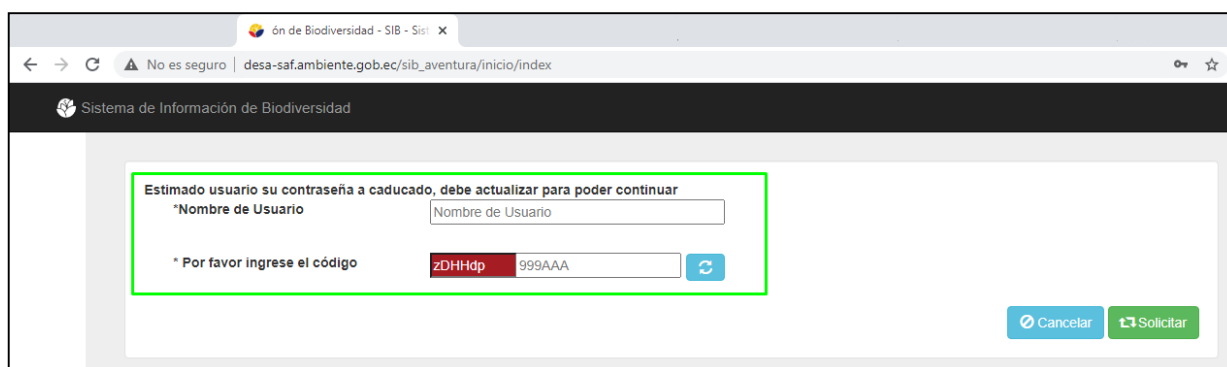 ón de Biodiversidad - SIB - Sist
No es seguro | desa-saf.ambiente.gob.ec/sib_aventura/inicio/index
Sistema de Información de Biodiversidad
Estimado usuario su contraseña a caducado, debe actualizar para poder continuar
*Nombre de Usuario Nombre de Usuario
* Por favor ingrese el código zDHHdp 999AAA
Cancelar Solicitar